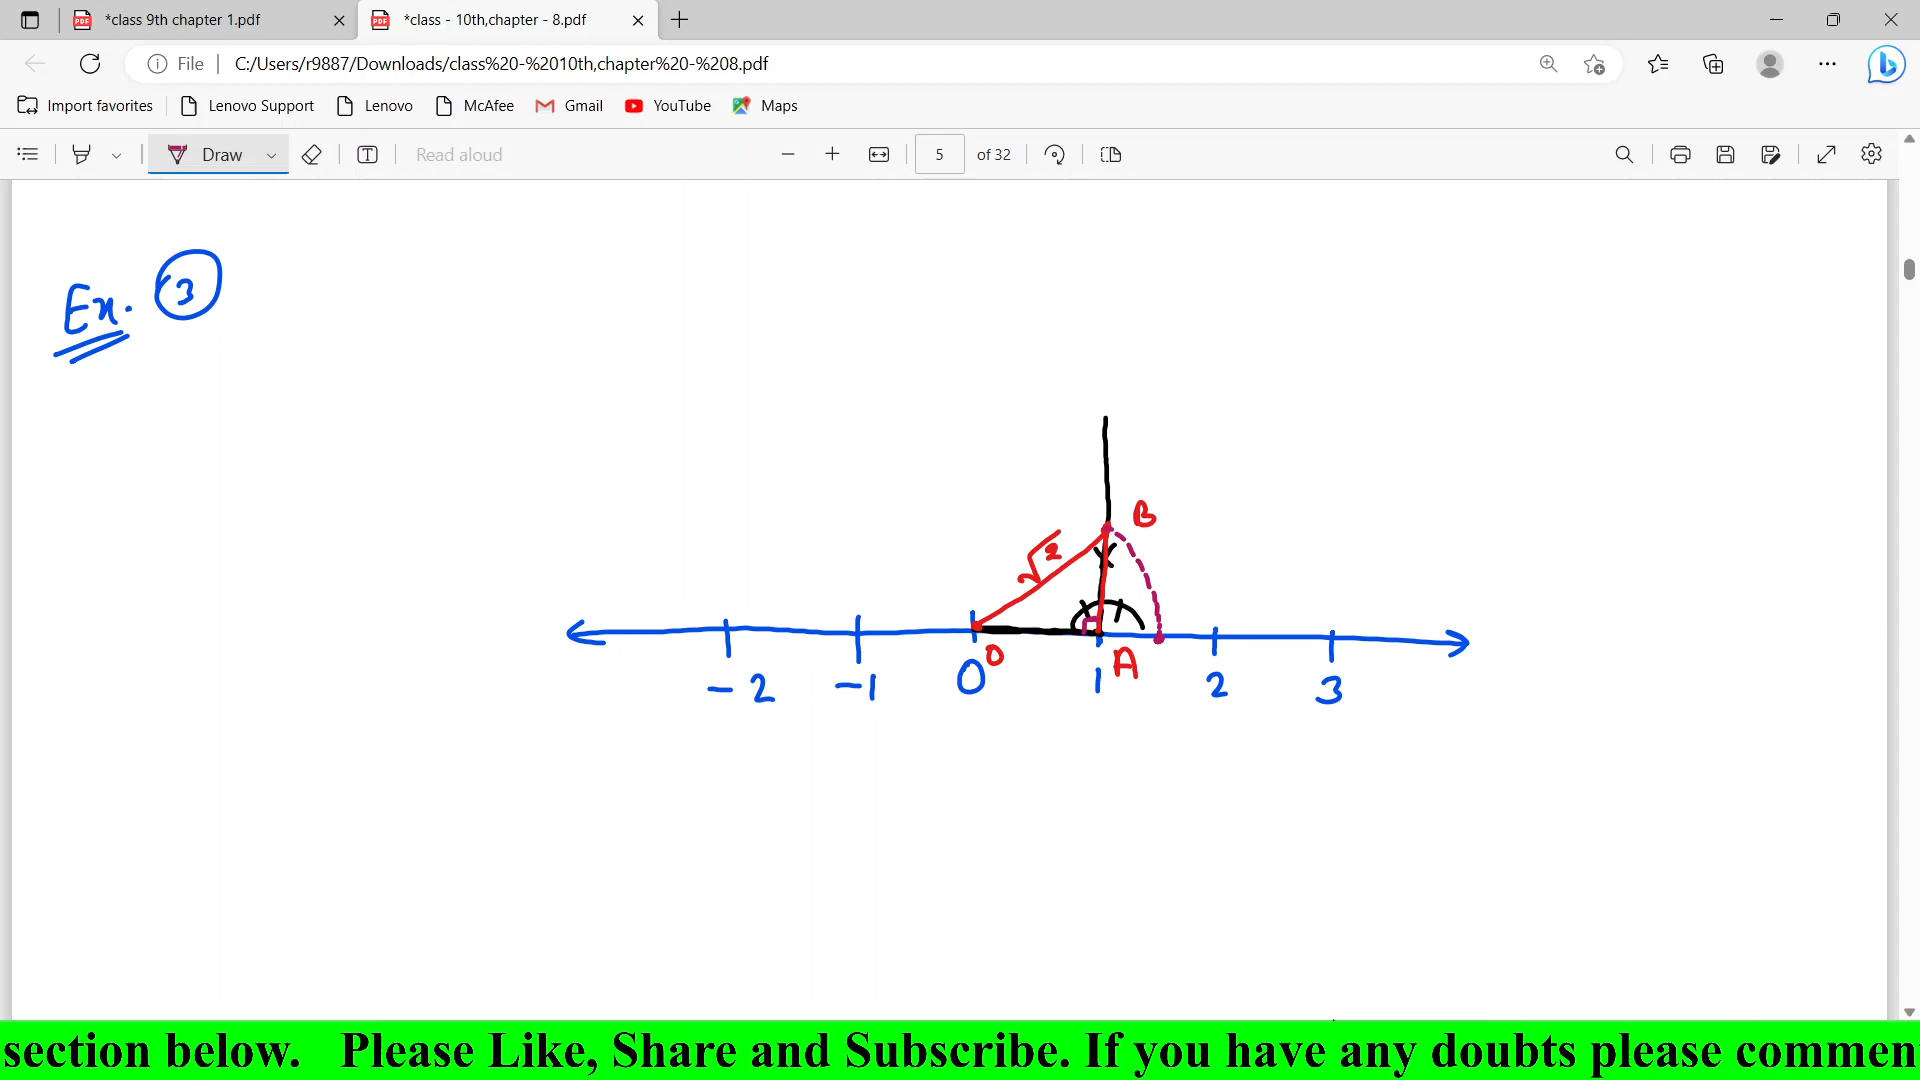 *class 9th chapter 1.pdf
*class - 10th,chapter - 8.pdf
File
C:/Users/r9887/Downloads/class%20-%2010th,chapter%20-%208.pdf
Import favorites
Lenovo Support
Lenovo
McAfee
Gmail
YouTube
Maps
Draw
Read aloud
5 of 32
Ex. 3
B
√2
O
A
-2 -1 0 1 2 3
section below. Please Like, Share and Subscribe. If you have any doubts please commen